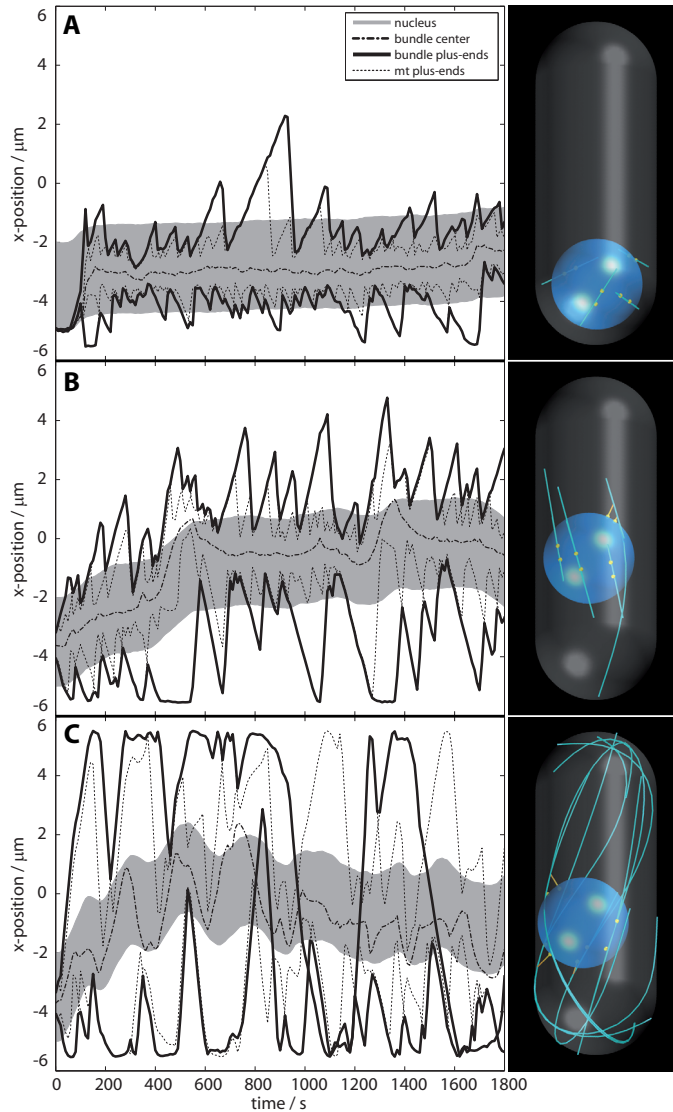 A
nucleus
bundle center
bundle plus-ends
mt plus-ends
x-position / μm
4
2
0
-2
-4
-6
B
x-position / μm
4
2
0
-2
-4
-6
C
x-position / μm
6
4
2
0
-2
-4
-6
0 200 400 600 800 1000 1200 1400 1600 1800
time / s